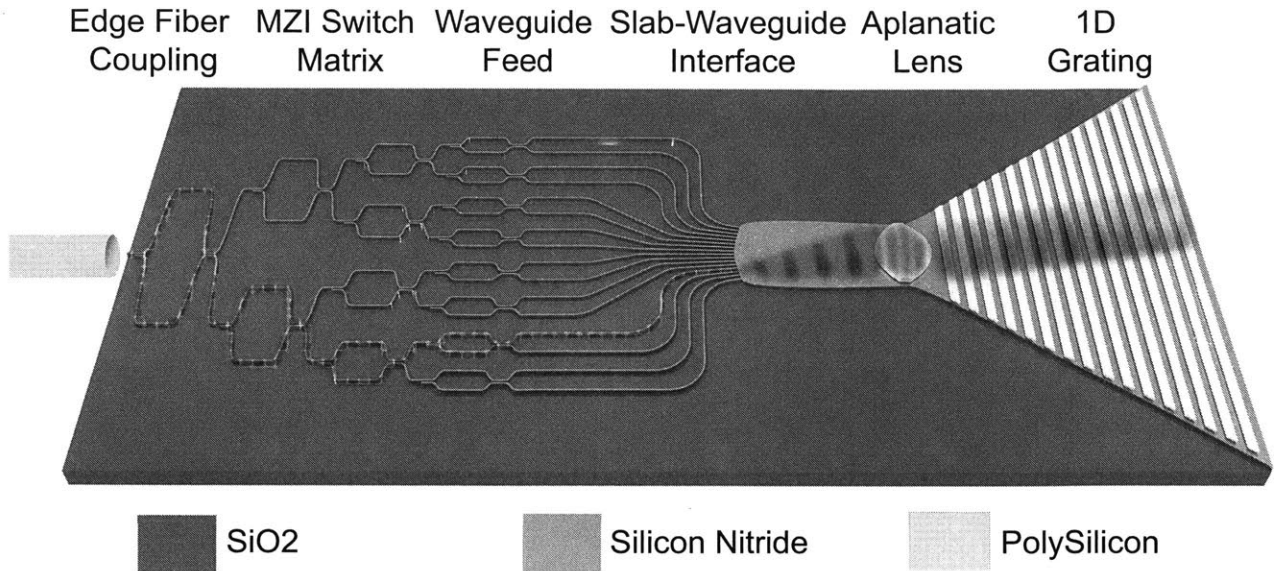 Edge Fiber Coupling
MZI Switch Matrix
Waveguide Feed
Slab-Waveguide Interface
Aplanatic Lens
1D Grating
SiO2
Silicon Nitride
PolySilicon